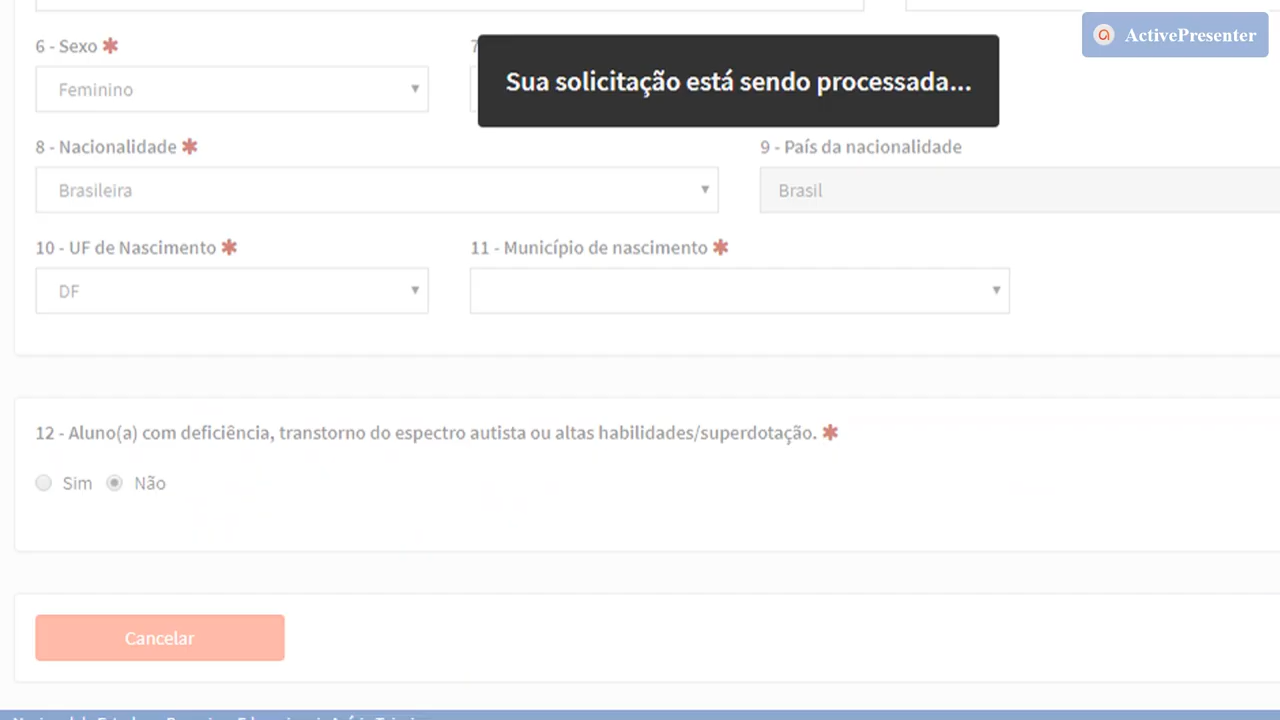 ActivePresenter
6 - Sexo *
7
Sua solicitação está sendo processada...
Feminino
8 - Nacionalidade *
9 - País da nacionalidade
Brasileira
Brasil
10 - UF de Nascimento *
11 - Município de nascimento *
DF
12 - Aluno(a) com deficiência, transtorno do espectro autista ou altas habilidades/superdotação. *
Sim Não
Cancelar